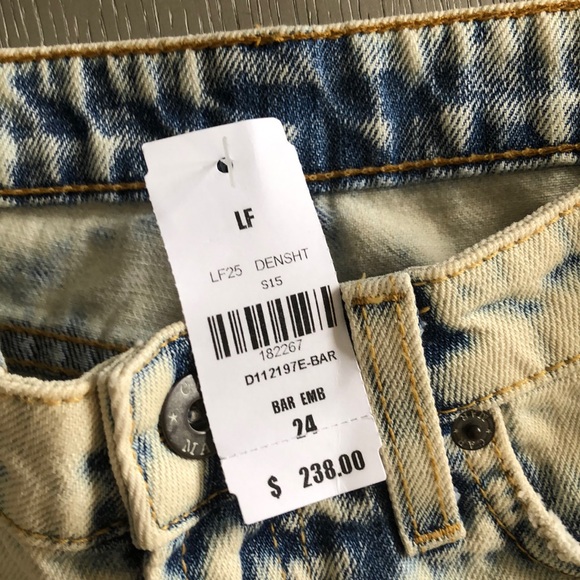 LF
LF25 DENSHT
S15
182267
D112197E-BAR
BAR EMB
24
$ 238.00